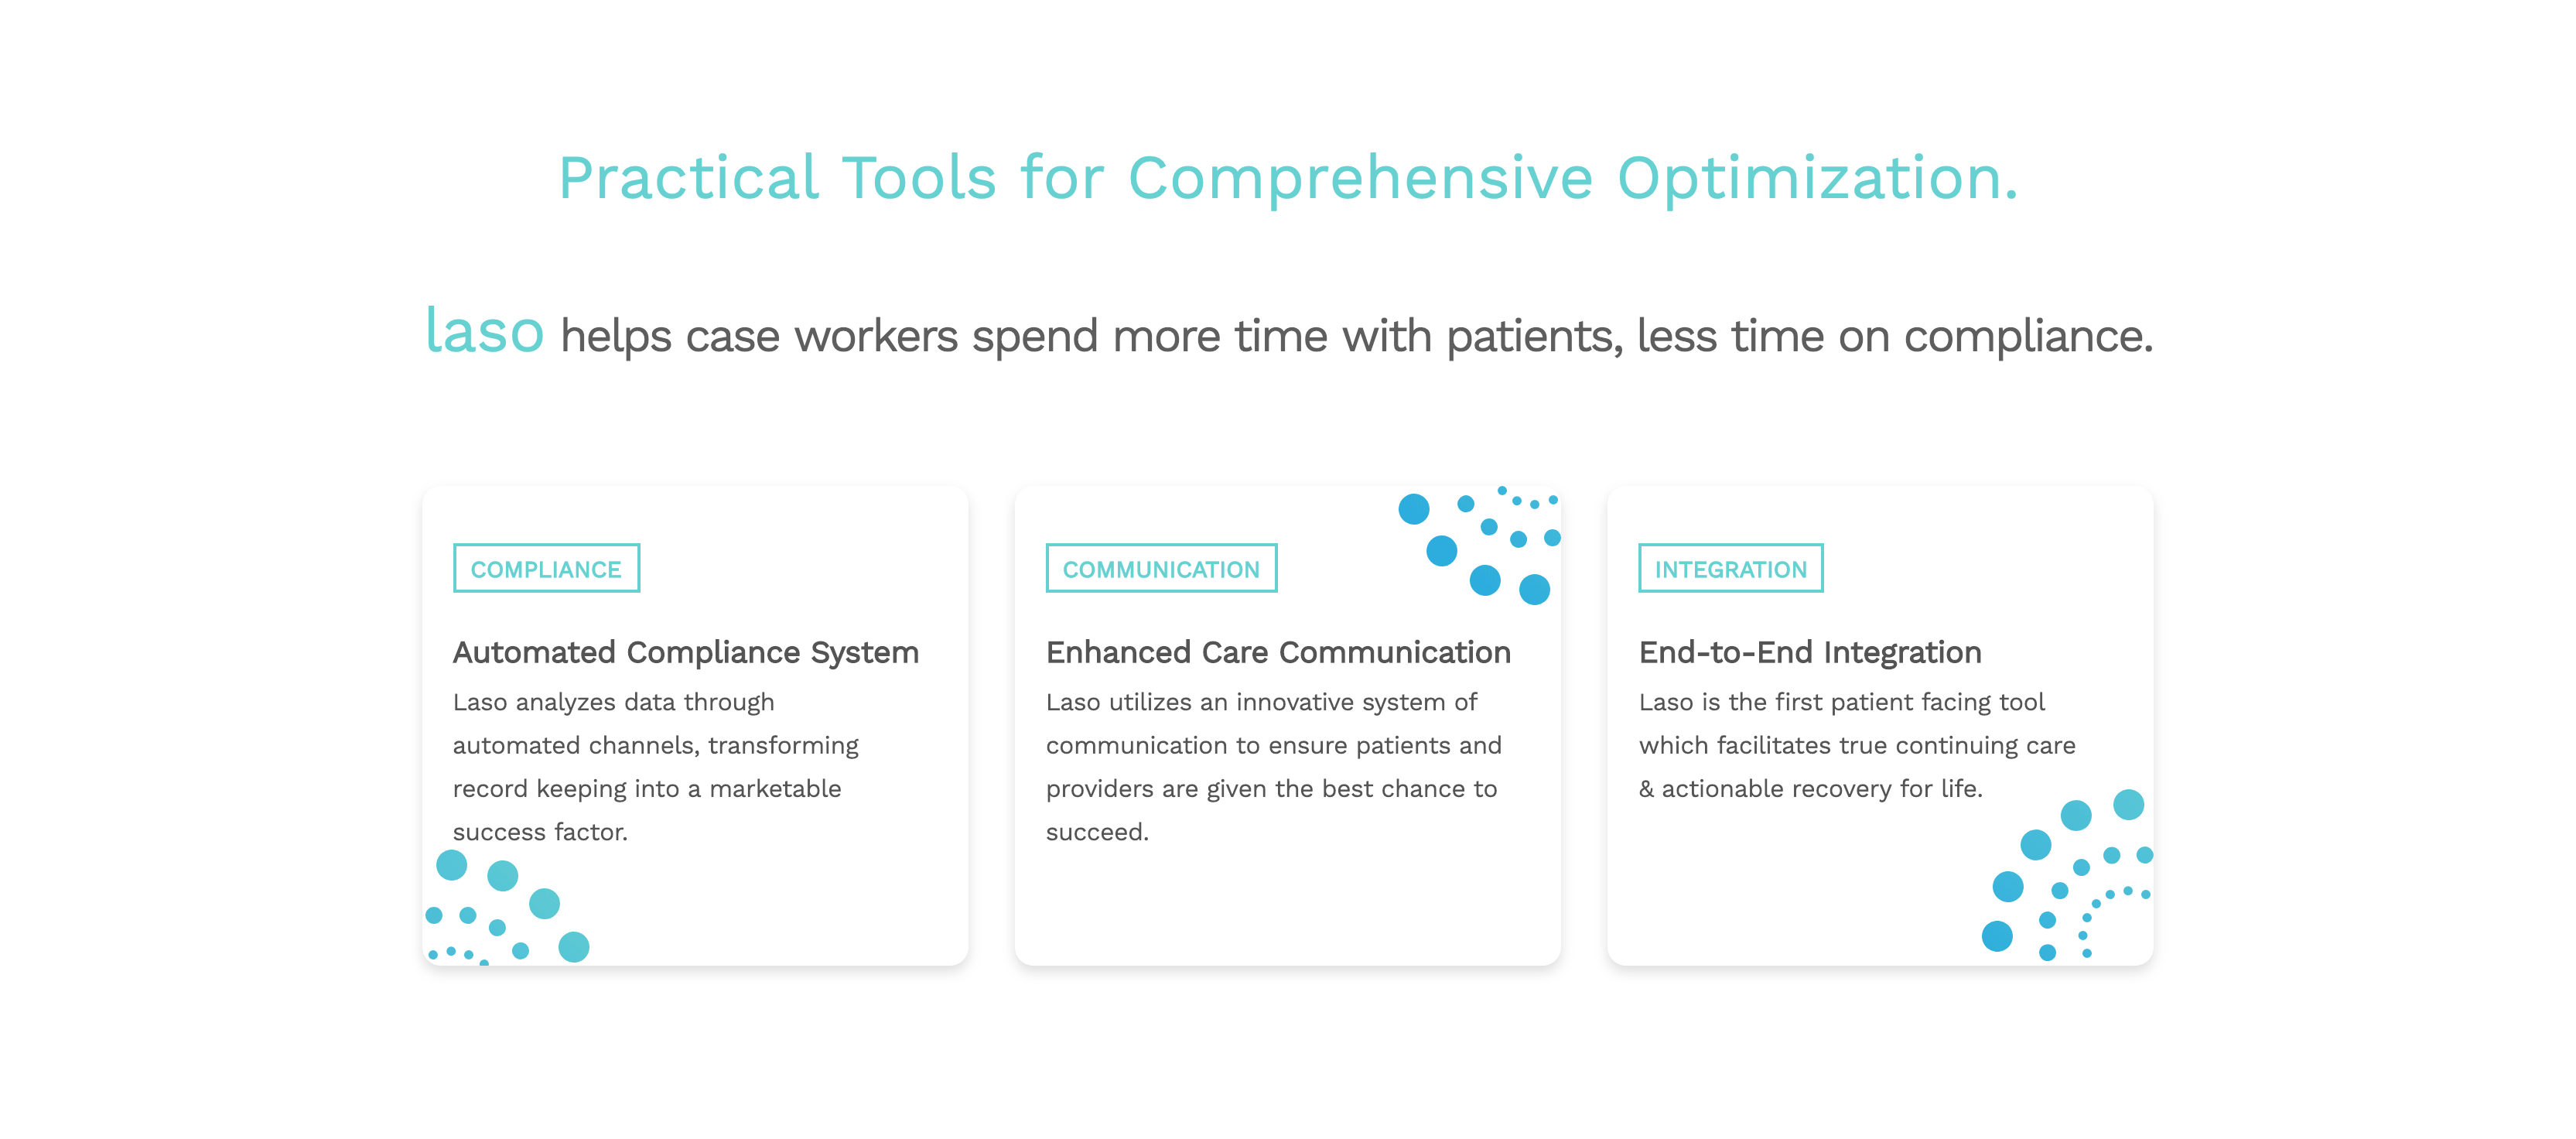 Practical Tools for Comprehensive Optimization.
laso helps case workers spend more time with patients, less time on compliance.
COMPLIANCE
Automated Compliance System
Laso analyzes data through
automated channels, transforming
record keeping into a marketable
success factor.
COMMUNICATION
Enhanced Care Communication
Laso utilizes an innovative system of
communication to ensure patients and
providers are given the best chance to
succeed.
INTEGRATION
End-to-End Integration
Laso is the first patient facing tool
which facilitates true continuing care
& actionable recovery for life.